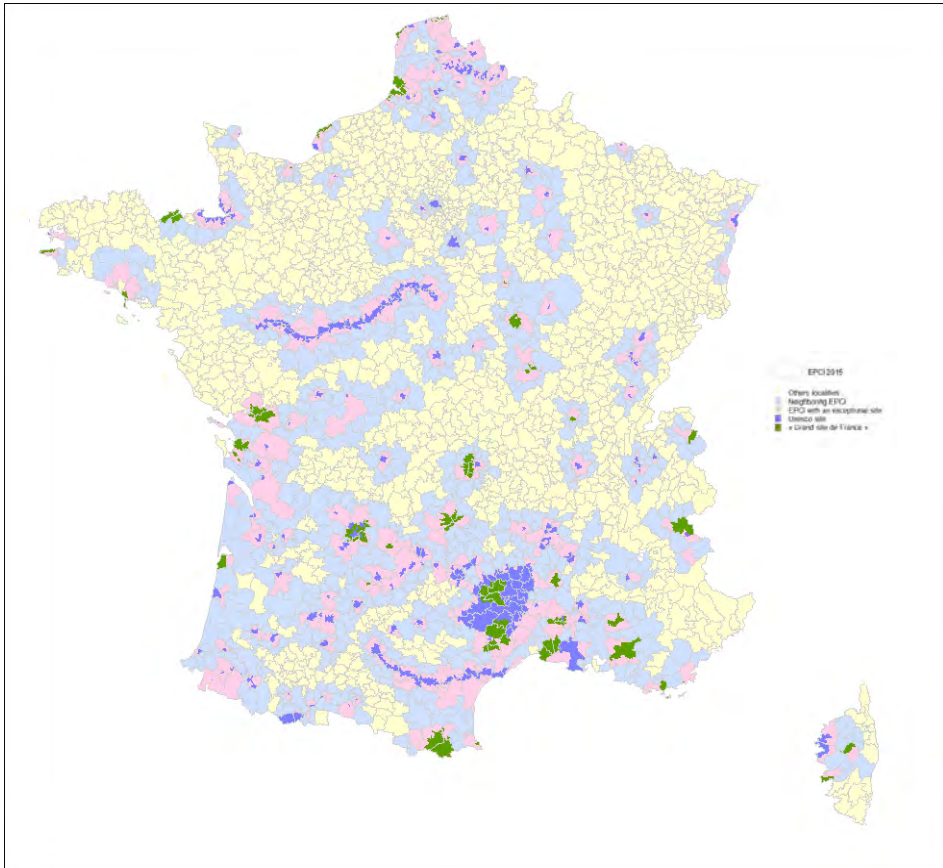 EPCI 2015
Others localities
Neighboring EPCI
EPCI with an exceptional site
Unesco site
« Grand site de France »